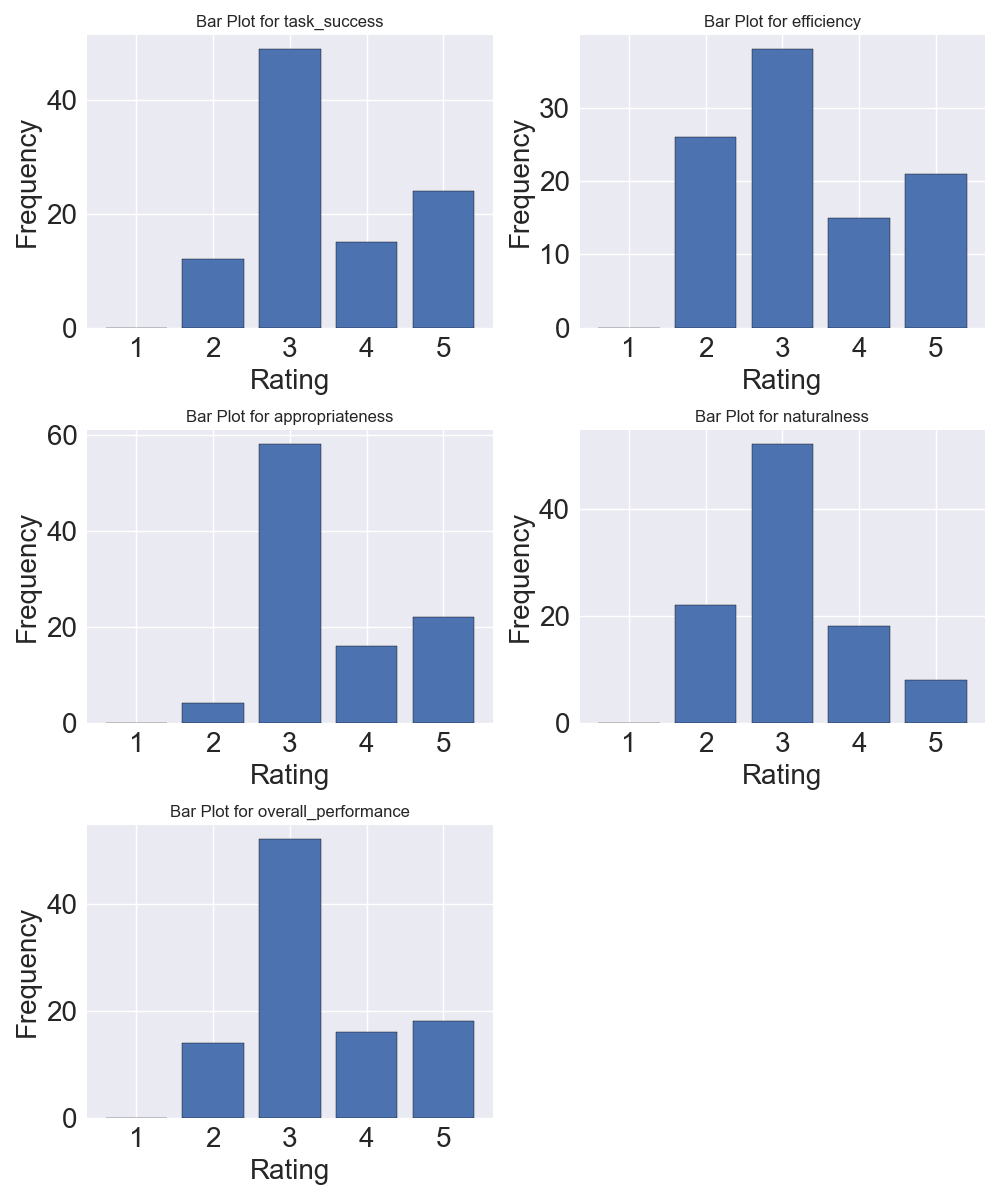 Bar Plot for task_success
Frequency
40
20
0
1 2 3 4 5
Rating
Bar Plot for efficiency
Frequency
30
20
10
0
1 2 3 4 5
Rating
Bar Plot for appropriateness
Frequency
60
40
20
0
1 2 3 4 5
Rating
Bar Plot for naturalness
Frequency
40
20
0
1 2 3 4 5
Rating
Bar Plot for overall_performance
Frequency
40
20
0
1 2 3 4 5
Rating